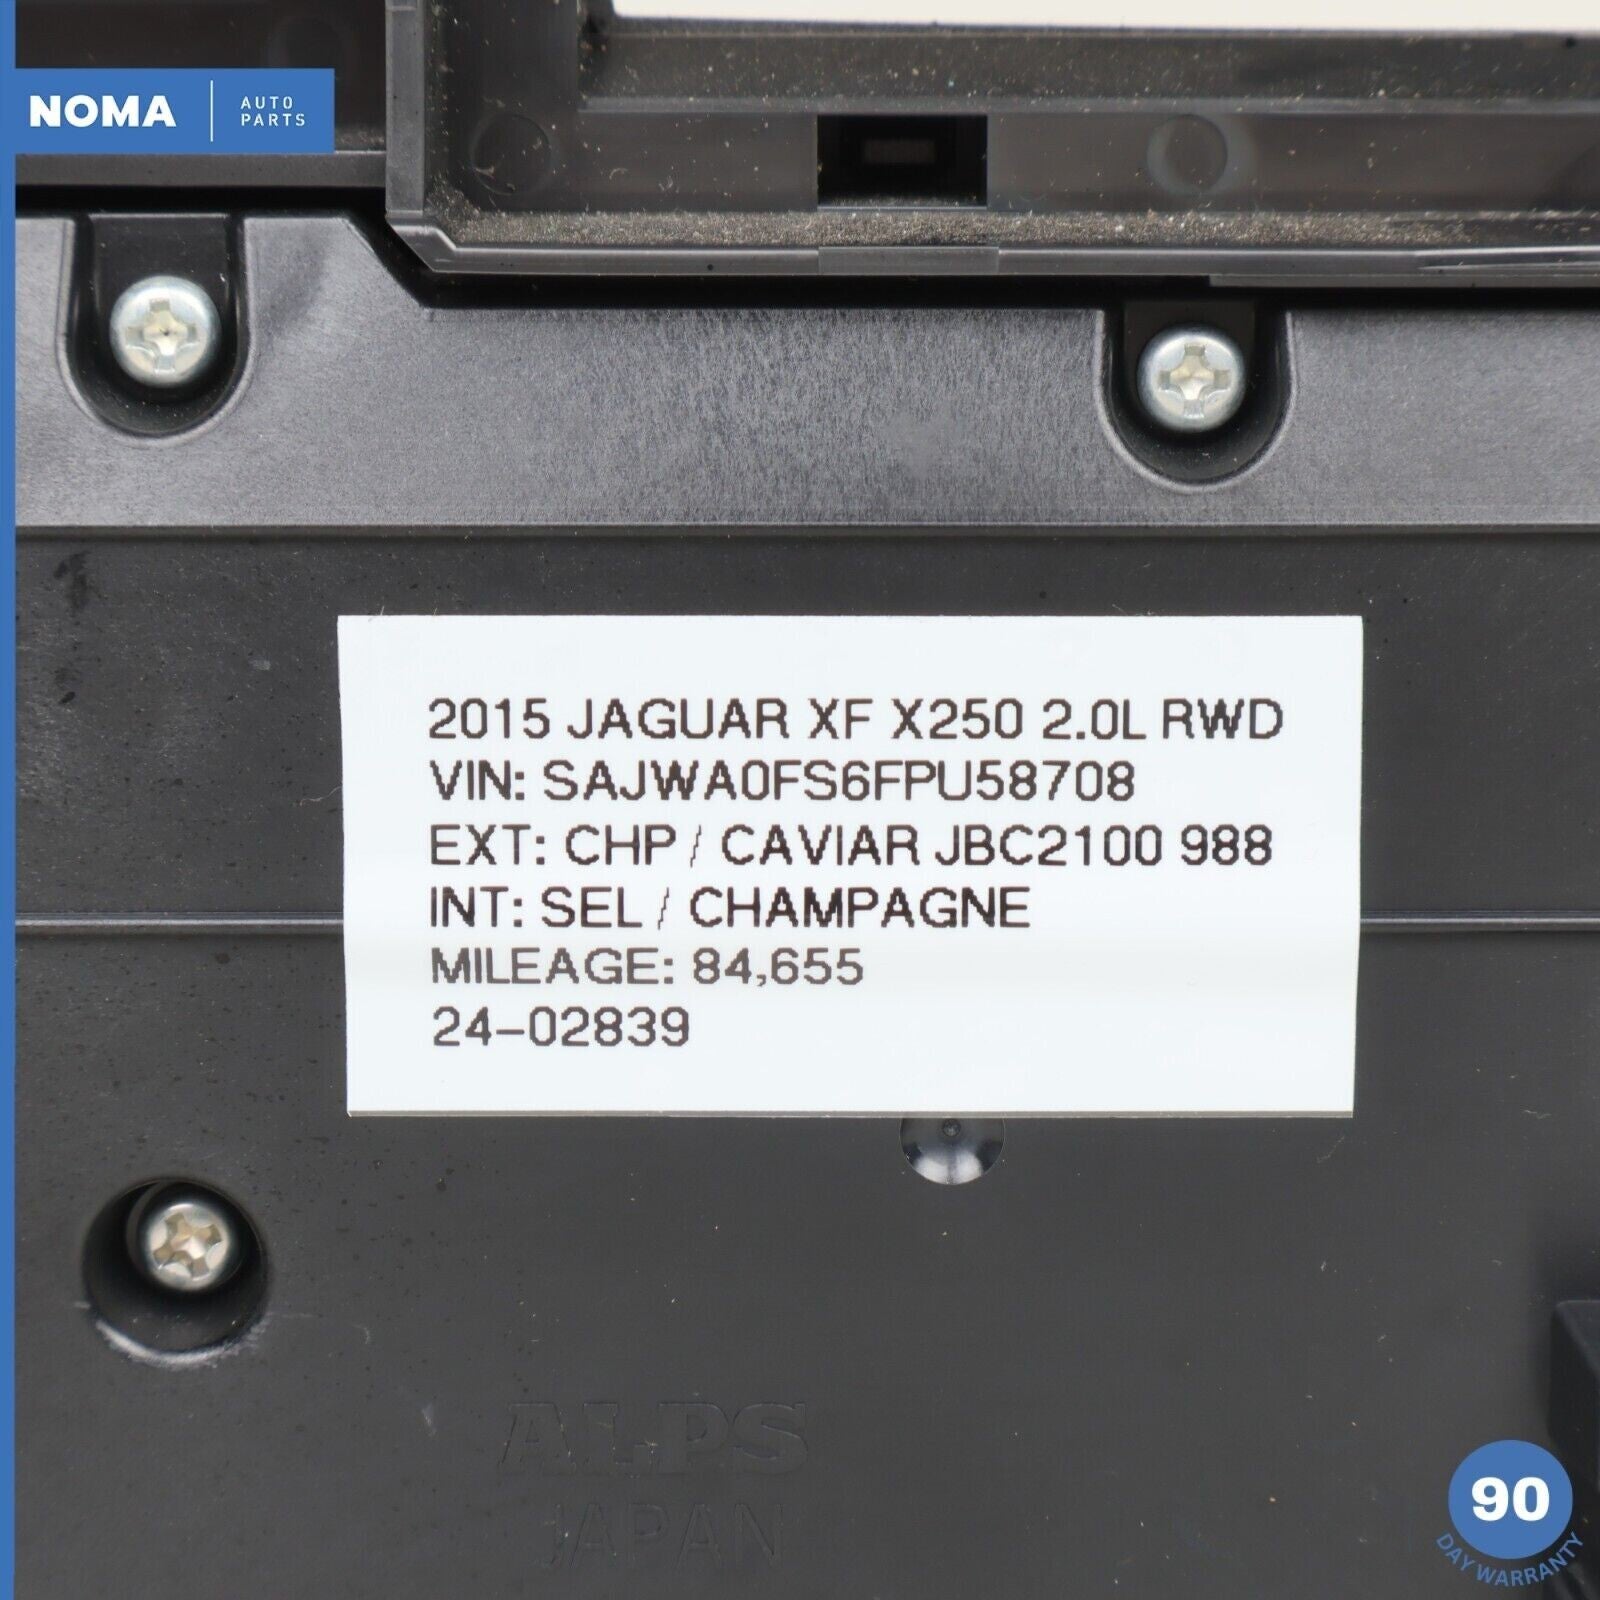 NOMA
AUTO
PARTS
2015 JAGUAR XF X250 2.0L RWD
VIN: SAJWA0FS6FPU58708
EXT: CHP / CAVIAR JBC2100 988
INT: SEL / CHAMPAGNE
MILEAGE: 84,655
24-02839
ALPS
JAPAN
90
DAY WARRANTY